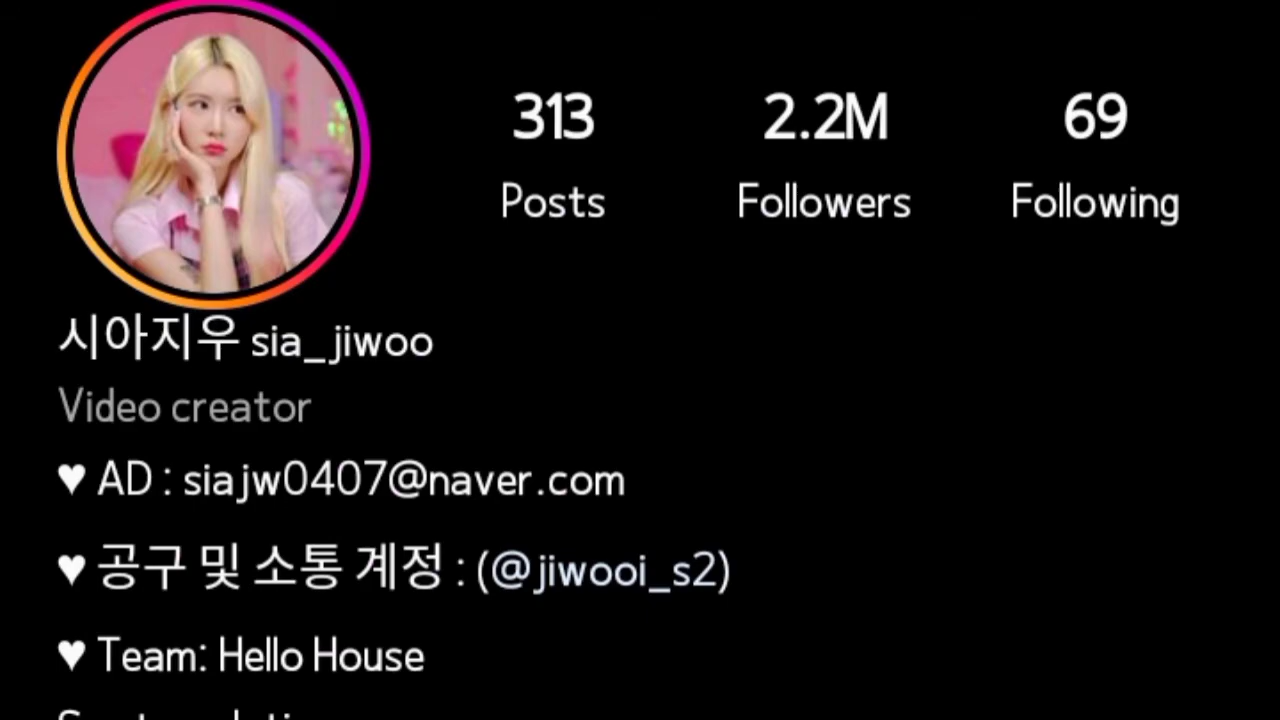 313 2.2M 69
Posts Followers Following
시아지우 sia_jiwoo
Video creator
♥ AD : siajw0407@naver.com
♥ 공구 및 소통 계정 : (@jiwooi_s2)
♥ Team: Hello House